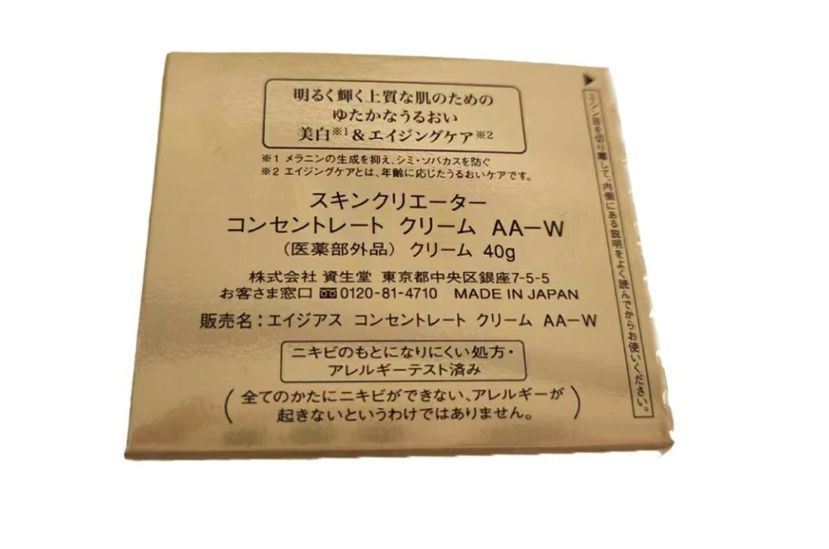 明るく輝く上質な肌のための
ゆたかなうるおい
美白※1&エイジングケア※2
※1 メラニンの生成を抑え、シミ・ソバカスを防ぐ
※2 エイジングケアとは、年齢に応じたうるおいケアです。
スキンクリエーター
コンセントレート クリーム AA-W
(医薬部外品) クリーム 40g
株式会社 資生堂 東京都中央区銀座7-5-5
お客さま窓口 0120-81-4710 MADE IN JAPAN
販売名:エイジアス コンセントレート クリーム AA-W
ニキビのもとになりにくい処方・
アレルギーテスト済み
(全てのかたにニキビができない、アレルギーが
起きないというわけではありません。)
▶ミシン目を切り離して、内側にある説明をよく読んでからお使いください。